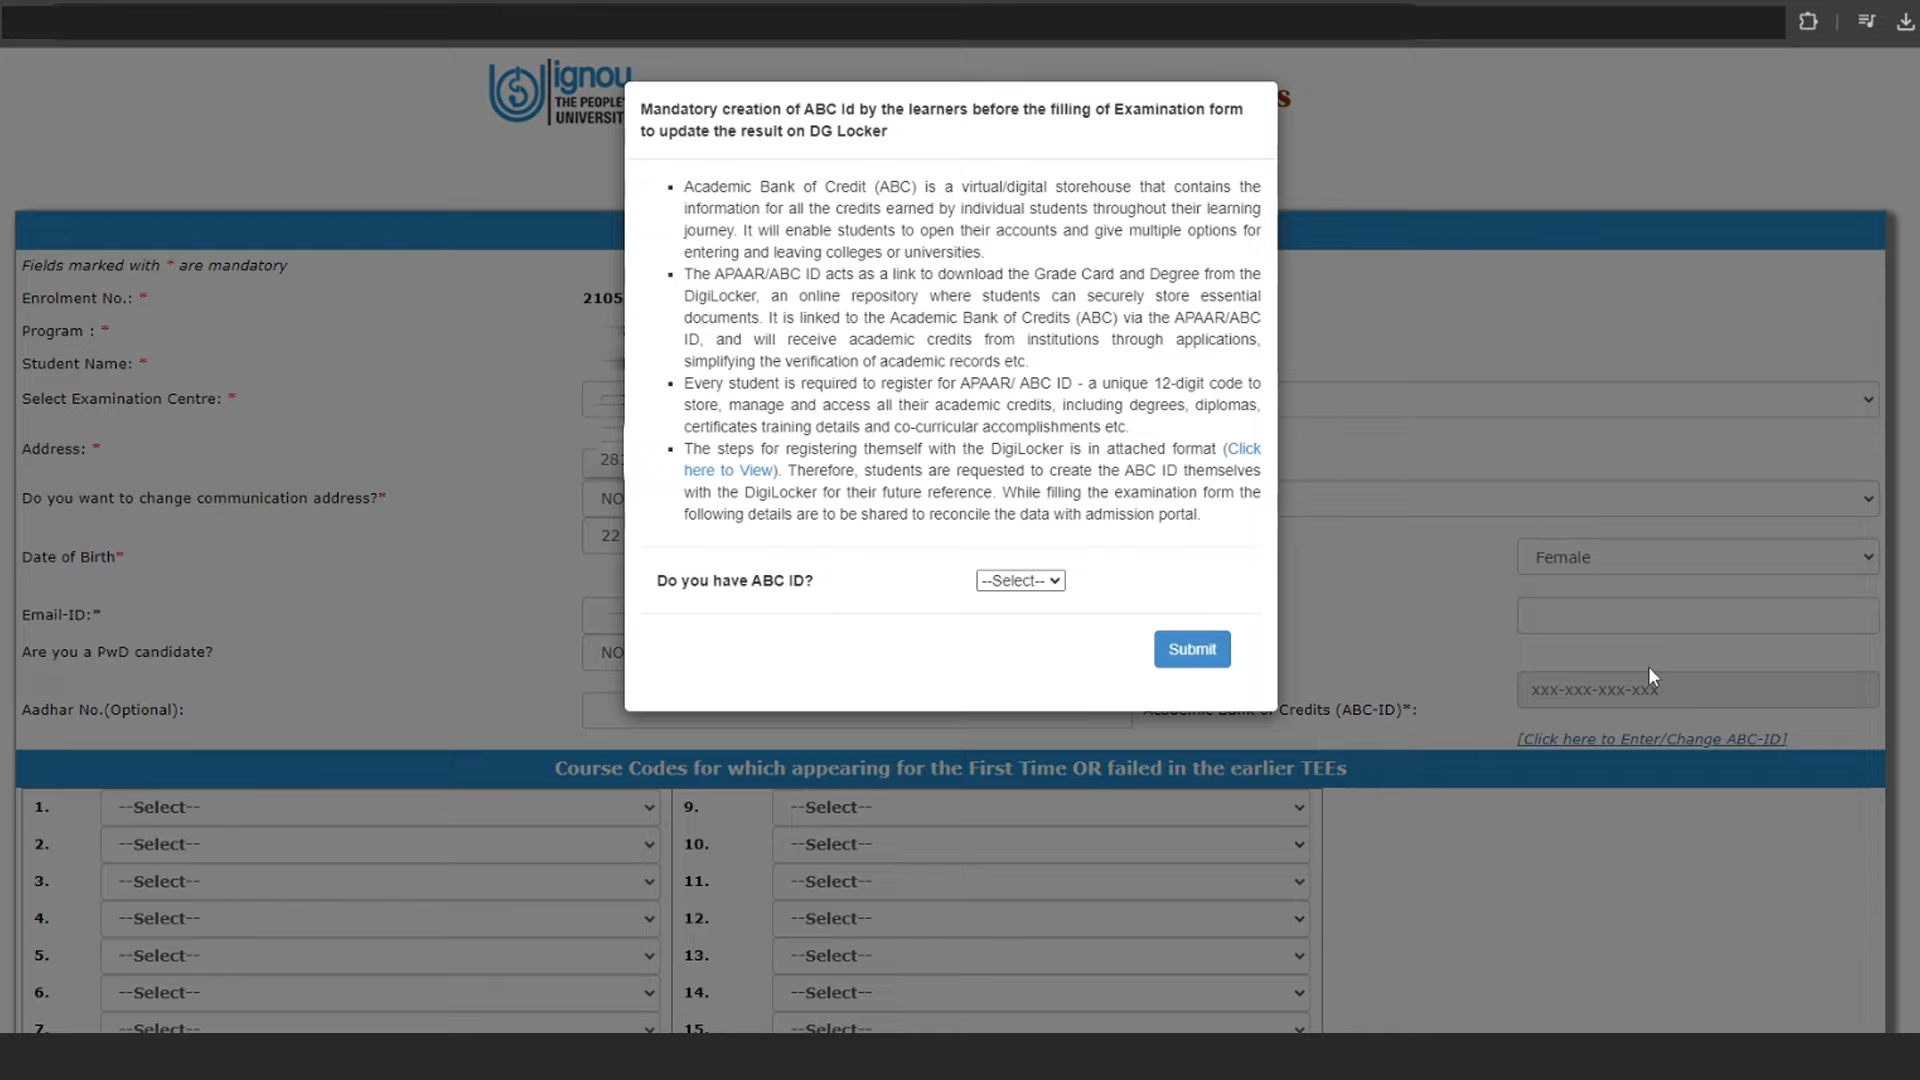 ignou
THE PEOPLE
UNIVERSIT
s
Mandatory creation of ABC Id by the learners before the filling of Examination form
to update the result on DG Locker
▪ Academic Bank of Credit (ABC) is a virtual/digital storehouse that contains the
information for all the credits earned by individual students throughout their learning
journey. It will enable students to open their accounts and give multiple options for
entering and leaving colleges or universities.
▪ The APAAR/ABC ID acts as a link to download the Grade Card and Degree from the
DigiLocker, an online repository where students can securely store essential
documents. It is linked to the Academic Bank of Credits (ABC) via the APAAR/ABC
ID, and will receive academic credits from institutions through applications,
simplifying the verification of academic records etc.
▪ Every student is required to register for APAAR/ ABC ID - a unique 12-digit code to
store, manage and access all their academic credits, including degrees, diplomas,
certificates training details and co-curricular accomplishments etc.
▪ The steps for registering themself with the DigiLocker is in attached format (Click
here to View). Therefore, students are requested to create the ABC ID themselves
with the DigiLocker for their future reference. While filling the examination form the
following details are to be shared to reconcile the data with admission portal.
Do you have ABC ID? --Select--
Submit
Fields marked with * are mandatory
Enrolment No.: * 2105
Program : *
Student Name: *
Select Examination Centre: *
Address: * 281
Do you want to change communication address?* NO
22
Date of Birth* Female
Email-ID:*
Are you a PwD candidate? NO
xxx-xxx-xxx-xxx
Aadhar No.(Optional): Credits (ABC-ID)*:
[Click here to Enter/Change ABC-ID]
Course Codes for which appearing for the First Time OR failed in the earlier TEEs
1. --Select-- 9. --Select--
2. --Select-- 10. --Select--
3. --Select-- 11. --Select--
4. --Select-- 12. --Select--
5. --Select-- 13. --Select--
6. --Select-- 14. --Select--
7. --Select-- 15. --Select--